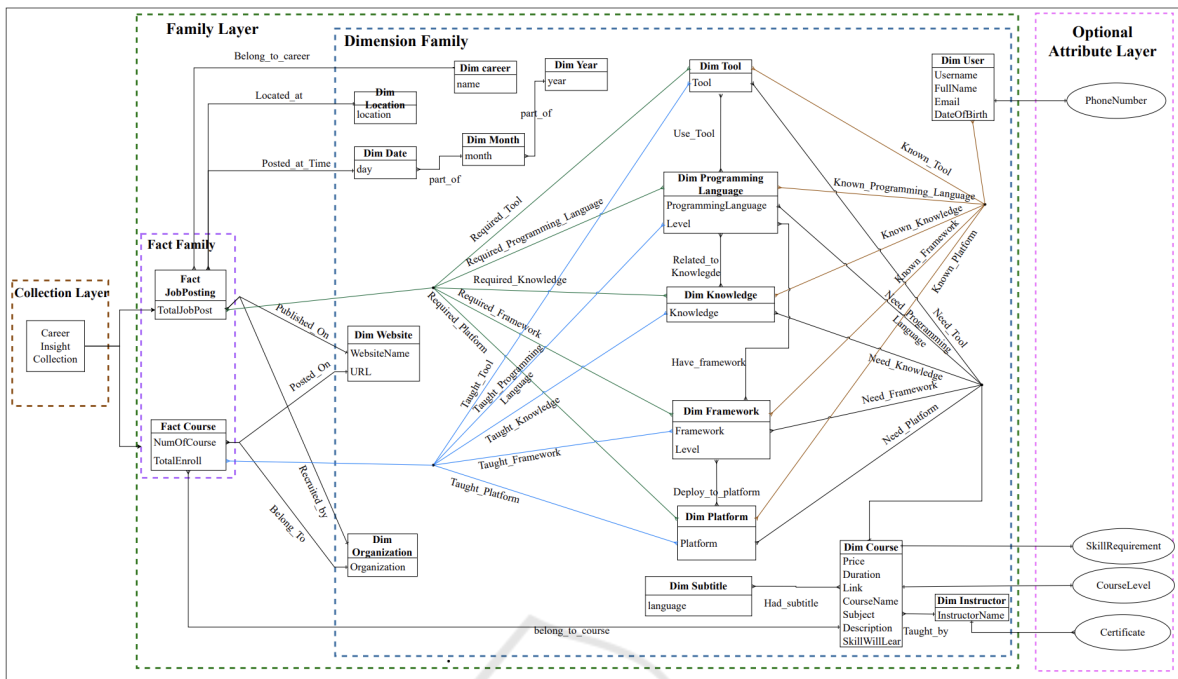 Family Layer
Dimension Family
Optional
Attribute Layer
Belong_to_career
Dim career
name
Dim Year
year
Dim Tool
Tool
Dim User
Username
FullName
Email
DateOfBirth
PhoneNumber
Located_at
Dim
Location
location
part_of
Use_Tool
Posted_at_Time
Dim Date
day
part_of
Dim Month
month
Known_Tool
Dim Programming
Language
ProgrammingLanguage
Level
Known_Programming_Language
Required_Tool
Required_Programming_Language
Known_Knowledge
Known_Framework
Known_Platform
Fact Family
Fact
JobPosting
TotalJobPost
Collection Layer
Career
Insight
Collection
Related_to
Knowlegde
Required_Knowledge
Dim Knowledge
Knowledge
Required_Framework
Required_Platform
Need_Programming
Language
Need_Tool
Published_On
Dim Website
WebsiteName
URL
Posted_On
Taught_Tool
Taught_Programming
Language
Have_framework
Need_Knowledge
Need_Framework
Need_Platform
Fact Course
NumOfCourse
TotalEnroll
Taught_Knowledge
Dim Framework
Framework
Level
Taught_Framework
Taught_Platform
Deploy_to_platform
Recruited_by
Belong_To
Dim Platform
Platform
Dim
Organization
Organization
Dim Course
Price
Duration
Link
CourseName
Subject
Description
SkillWillLear
SkillRequirement
CourseLevel
Dim Subtitle
language
Had_subtitle
Dim Instructor
InstructorName
Taught_by
Certificate
belong_to_course